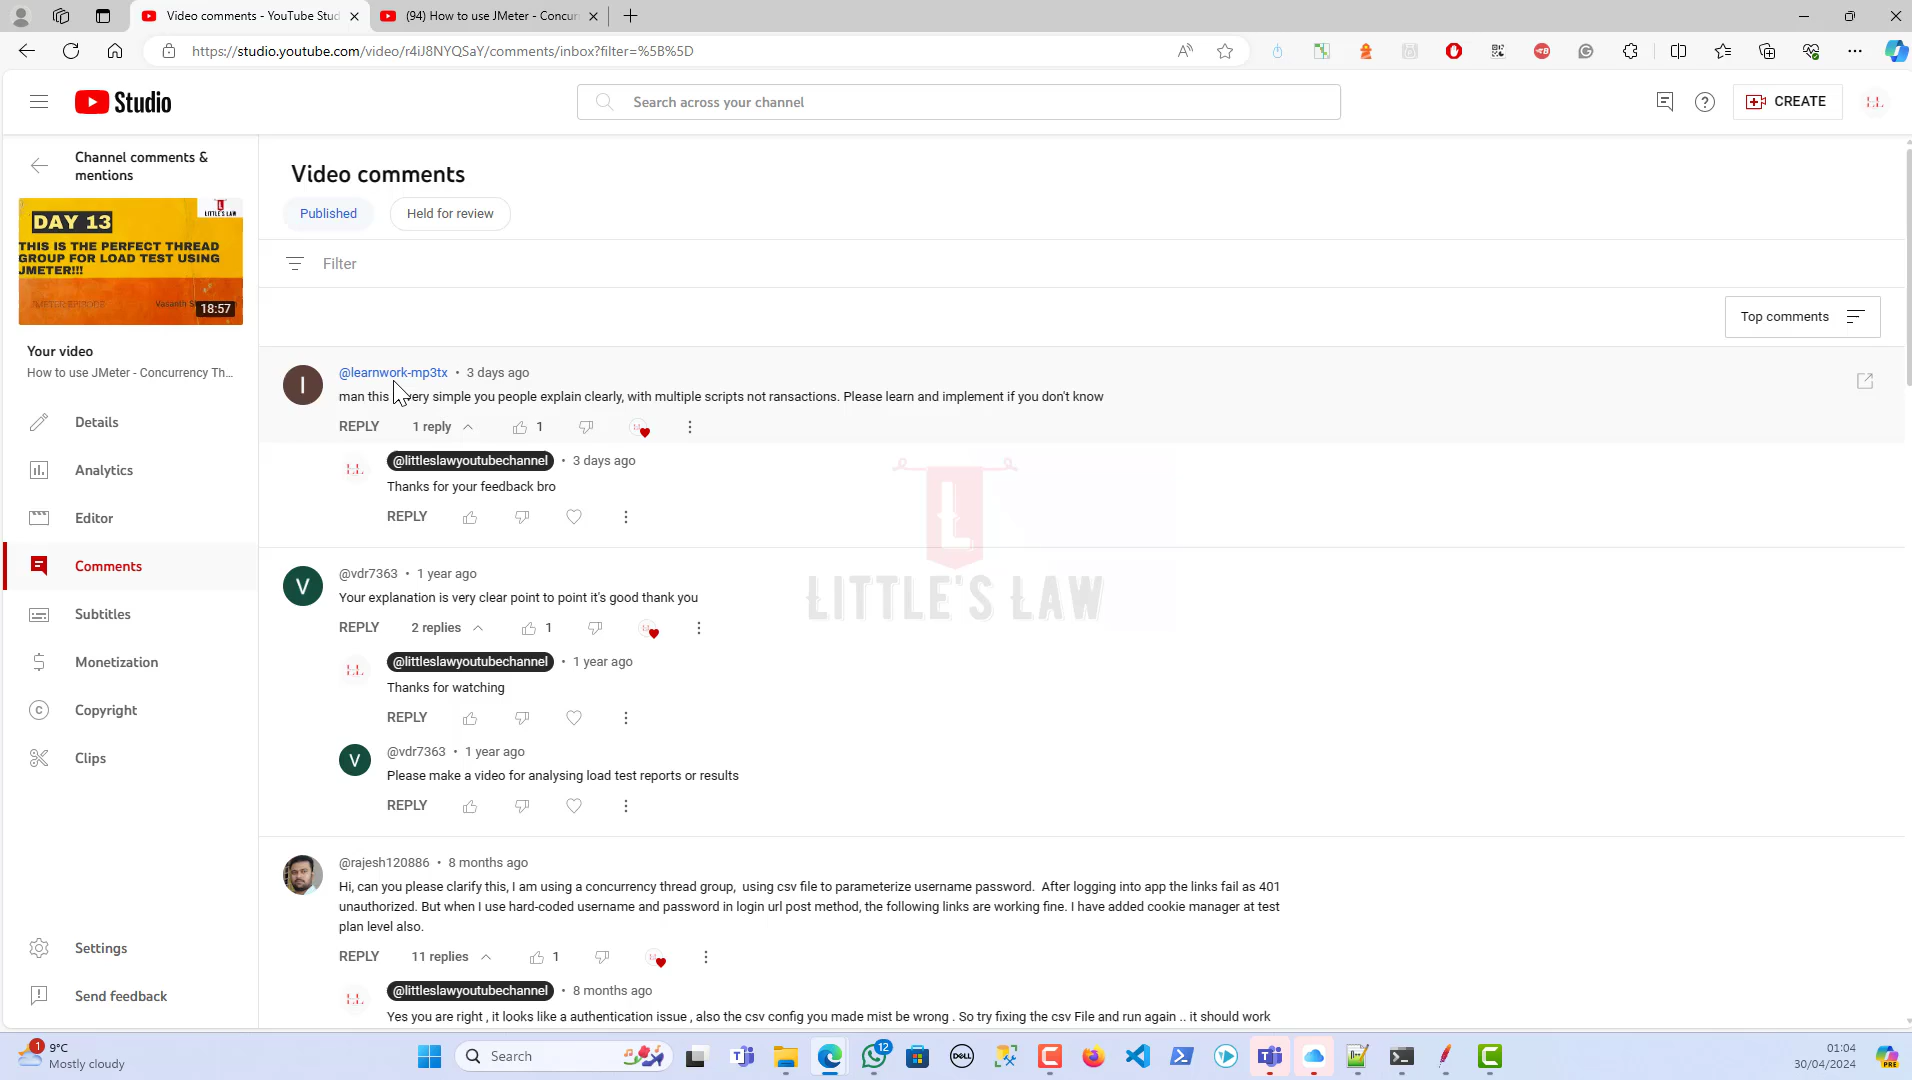 Video comments - YouTube Stud
(94) How to use JMeter - Concur
https://studio.youtube.com/video/r4iJ8NYQSaY/comments/inbox?filter=%5B%5D
Studio
Search across your channel
CREATE
Channel comments &
mentions
DAY 13
LITTLE'S LAW
THIS IS THE PERFECT THREAD
GROUP FOR LOAD TEST USING
JMETER!!!
JMETER EPISODE
18:57
Your video
How to use JMeter - Concurrency Th...
Details
Analytics
Editor
Comments
Subtitles
Monetization
Copyright
Clips
Settings
Send feedback
Video comments
Published
Held for review
Filter
Top comments
@learnwork-mp3tx • 3 days ago
man this very simple you people explain clearly, with multiple scripts not ransactions. Please learn and implement if you don't know
REPLY 1 reply 1
@littleslawyoutubechannel • 3 days ago
Thanks for your feedback bro
REPLY
LITTLE'S LAW
@vdr7363 • 1 year ago
Your explanation is very clear point to point it's good thank you
REPLY 2 replies 1
@littleslawyoutubechannel • 1 year ago
Thanks for watching
REPLY
@vdr7363 • 1 year ago
Please make a video for analysing load test reports or results
REPLY
@rajesh120886 • 8 months ago
Hi, can you please clarify this, I am using a concurrency thread group, using csv file to parameterize username password. After logging into app the links fail as 401
unauthorized. But when I use hard-coded username and password in login url post method, the following links are working fine. I have added cookie manager at test
plan level also.
REPLY 11 replies 1
@littleslawyoutubechannel • 8 months ago
Yes you are right , it looks like a authentication issue , also the csv config you made mist be wrong . So try fixing the csv File and run again .. it should work
1
9°C
Mostly cloudy
Search
12
DELL
01:04
30/04/2024
PRE